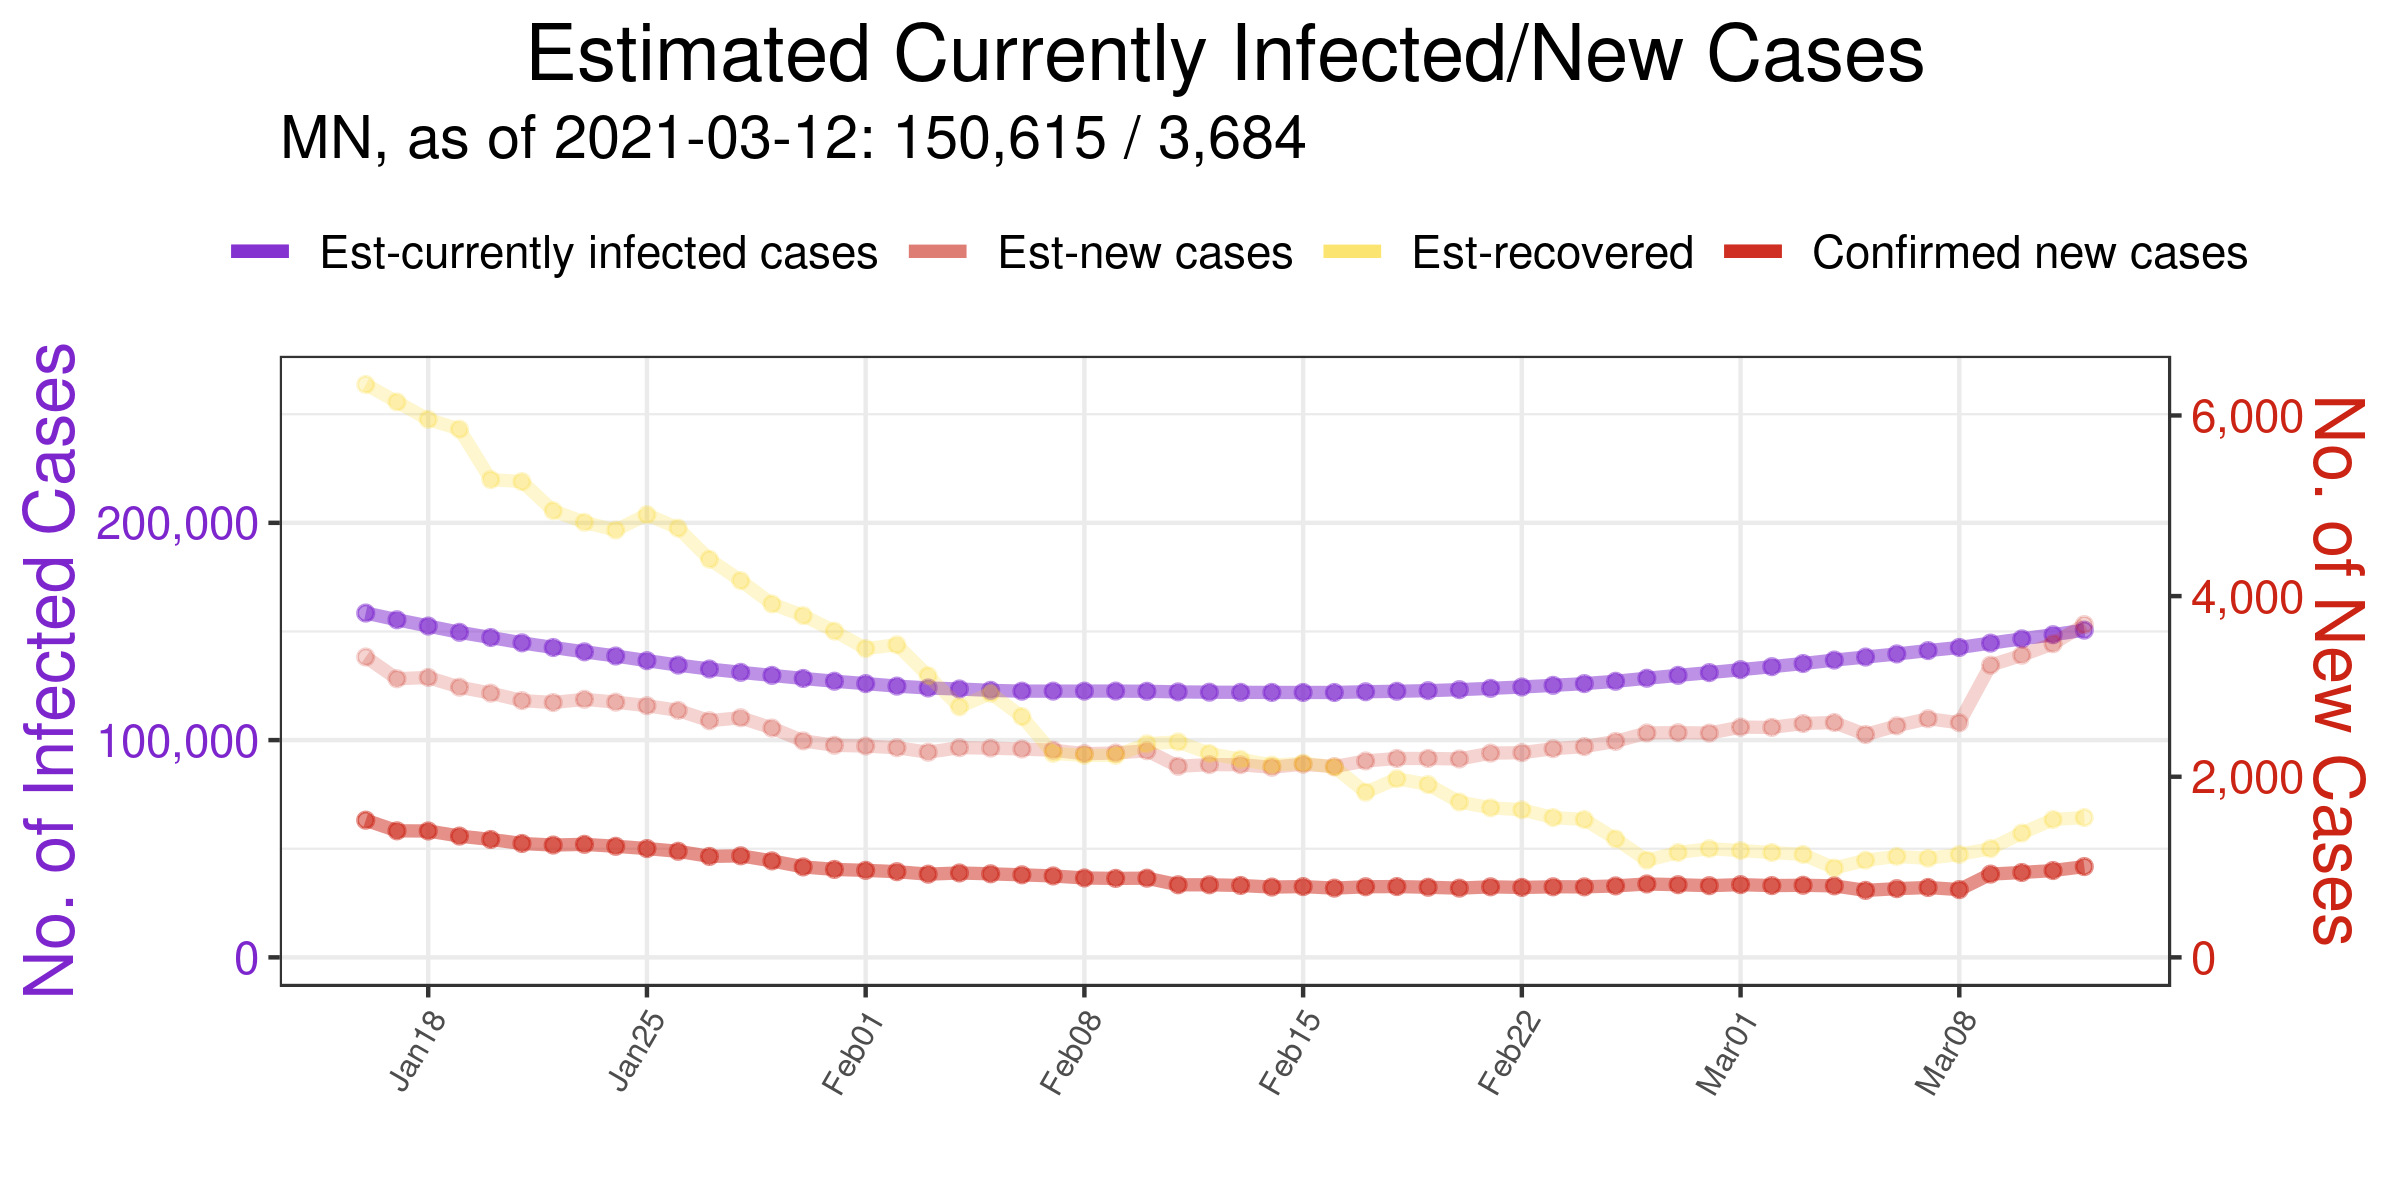 Estimated Currently Infected/New Cases
MN, as of 2021-03-12: 150,615 / 3,684
Est-currently infected cases Est-new cases Est-recovered Confirmed new cases
No. of Infected Cases
200,000
100,000
0
6,000
4,000
2,000
0
No. of New Cases
Jan18 Jan25 Feb01 Feb08 Feb15 Feb22 Mar01 Mar08